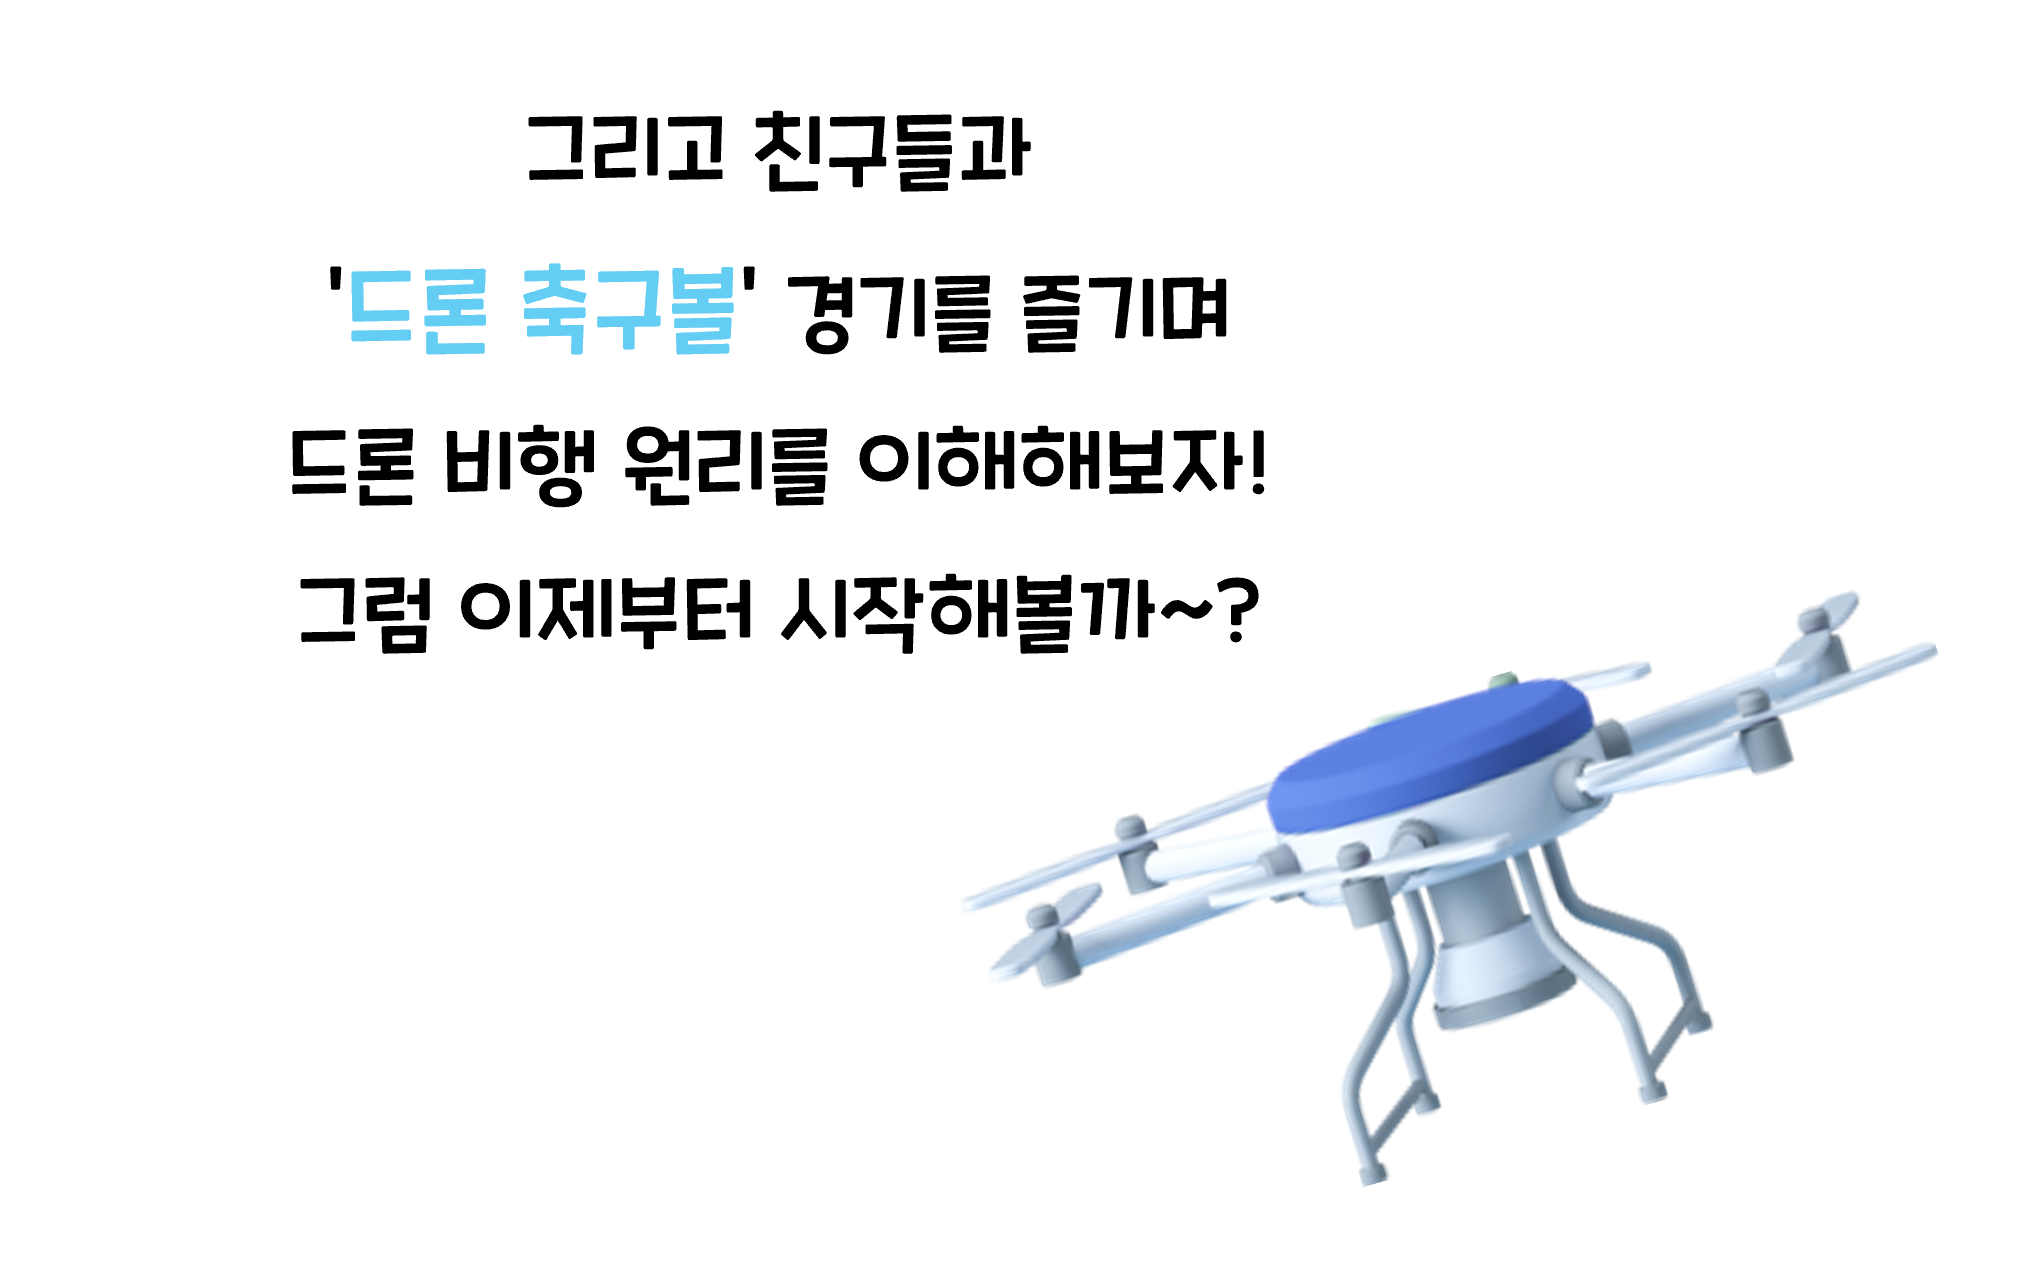 그리고 친구들과
'드론 축구볼' 경기를 즐기며
드론 비행 원리를 이해해보자!
그럼 이제부터 시작해볼까~?